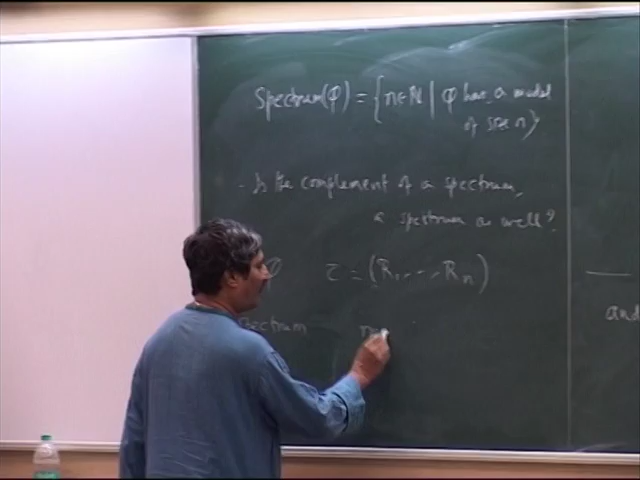 Spectrum(φ) = {n∈ℕ | φ has a model
of size n}
- Is the complement of a spectrum,
a spectrum as well?
τ = (R₁, - - , Rₙ)
spectrum
and